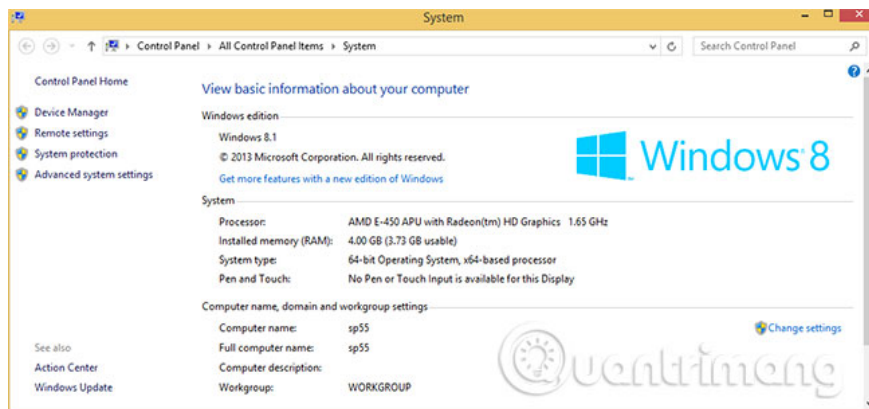 System
Control Panel All Control Panel Items System
Search Control Panel
Control Panel Home
Device Manager
Remote settings
System protection
Advanced system settings
See also
Action Center
Windows Update
View basic information about your computer
Windows edition
Windows 8.1
© 2013 Microsoft Corporation. All rights reserved.
Get more features with a new edition of Windows
Windows 8
System
Processor: AMD E-450 APU with Radeon(tm) HD Graphics 1.65 GHz
Installed memory (RAM): 4.00 GB (3.73 GB usable)
System type: 64-bit Operating System, x64-based processor
Pen and Touch: No Pen or Touch Input is available for this Display
Computer name, domain and workgroup settings
Computer name: sp55
Change settings
Full computer name: sp55
Computer description:
Workgroup: WORKGROUP
Quantrimang